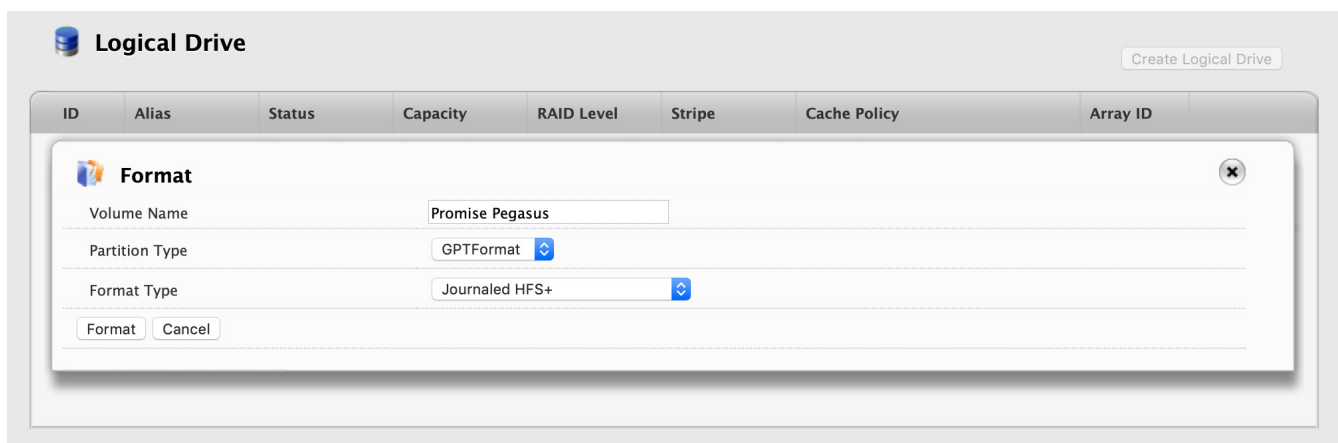 Logical Drive
Create Logical Drive
ID Alias Status Capacity RAID Level Stripe Cache Policy Array ID
Format
Volume Name Promise Pegasus
Partition Type GPTFormat
Format Type Journaled HFS+
Format Cancel